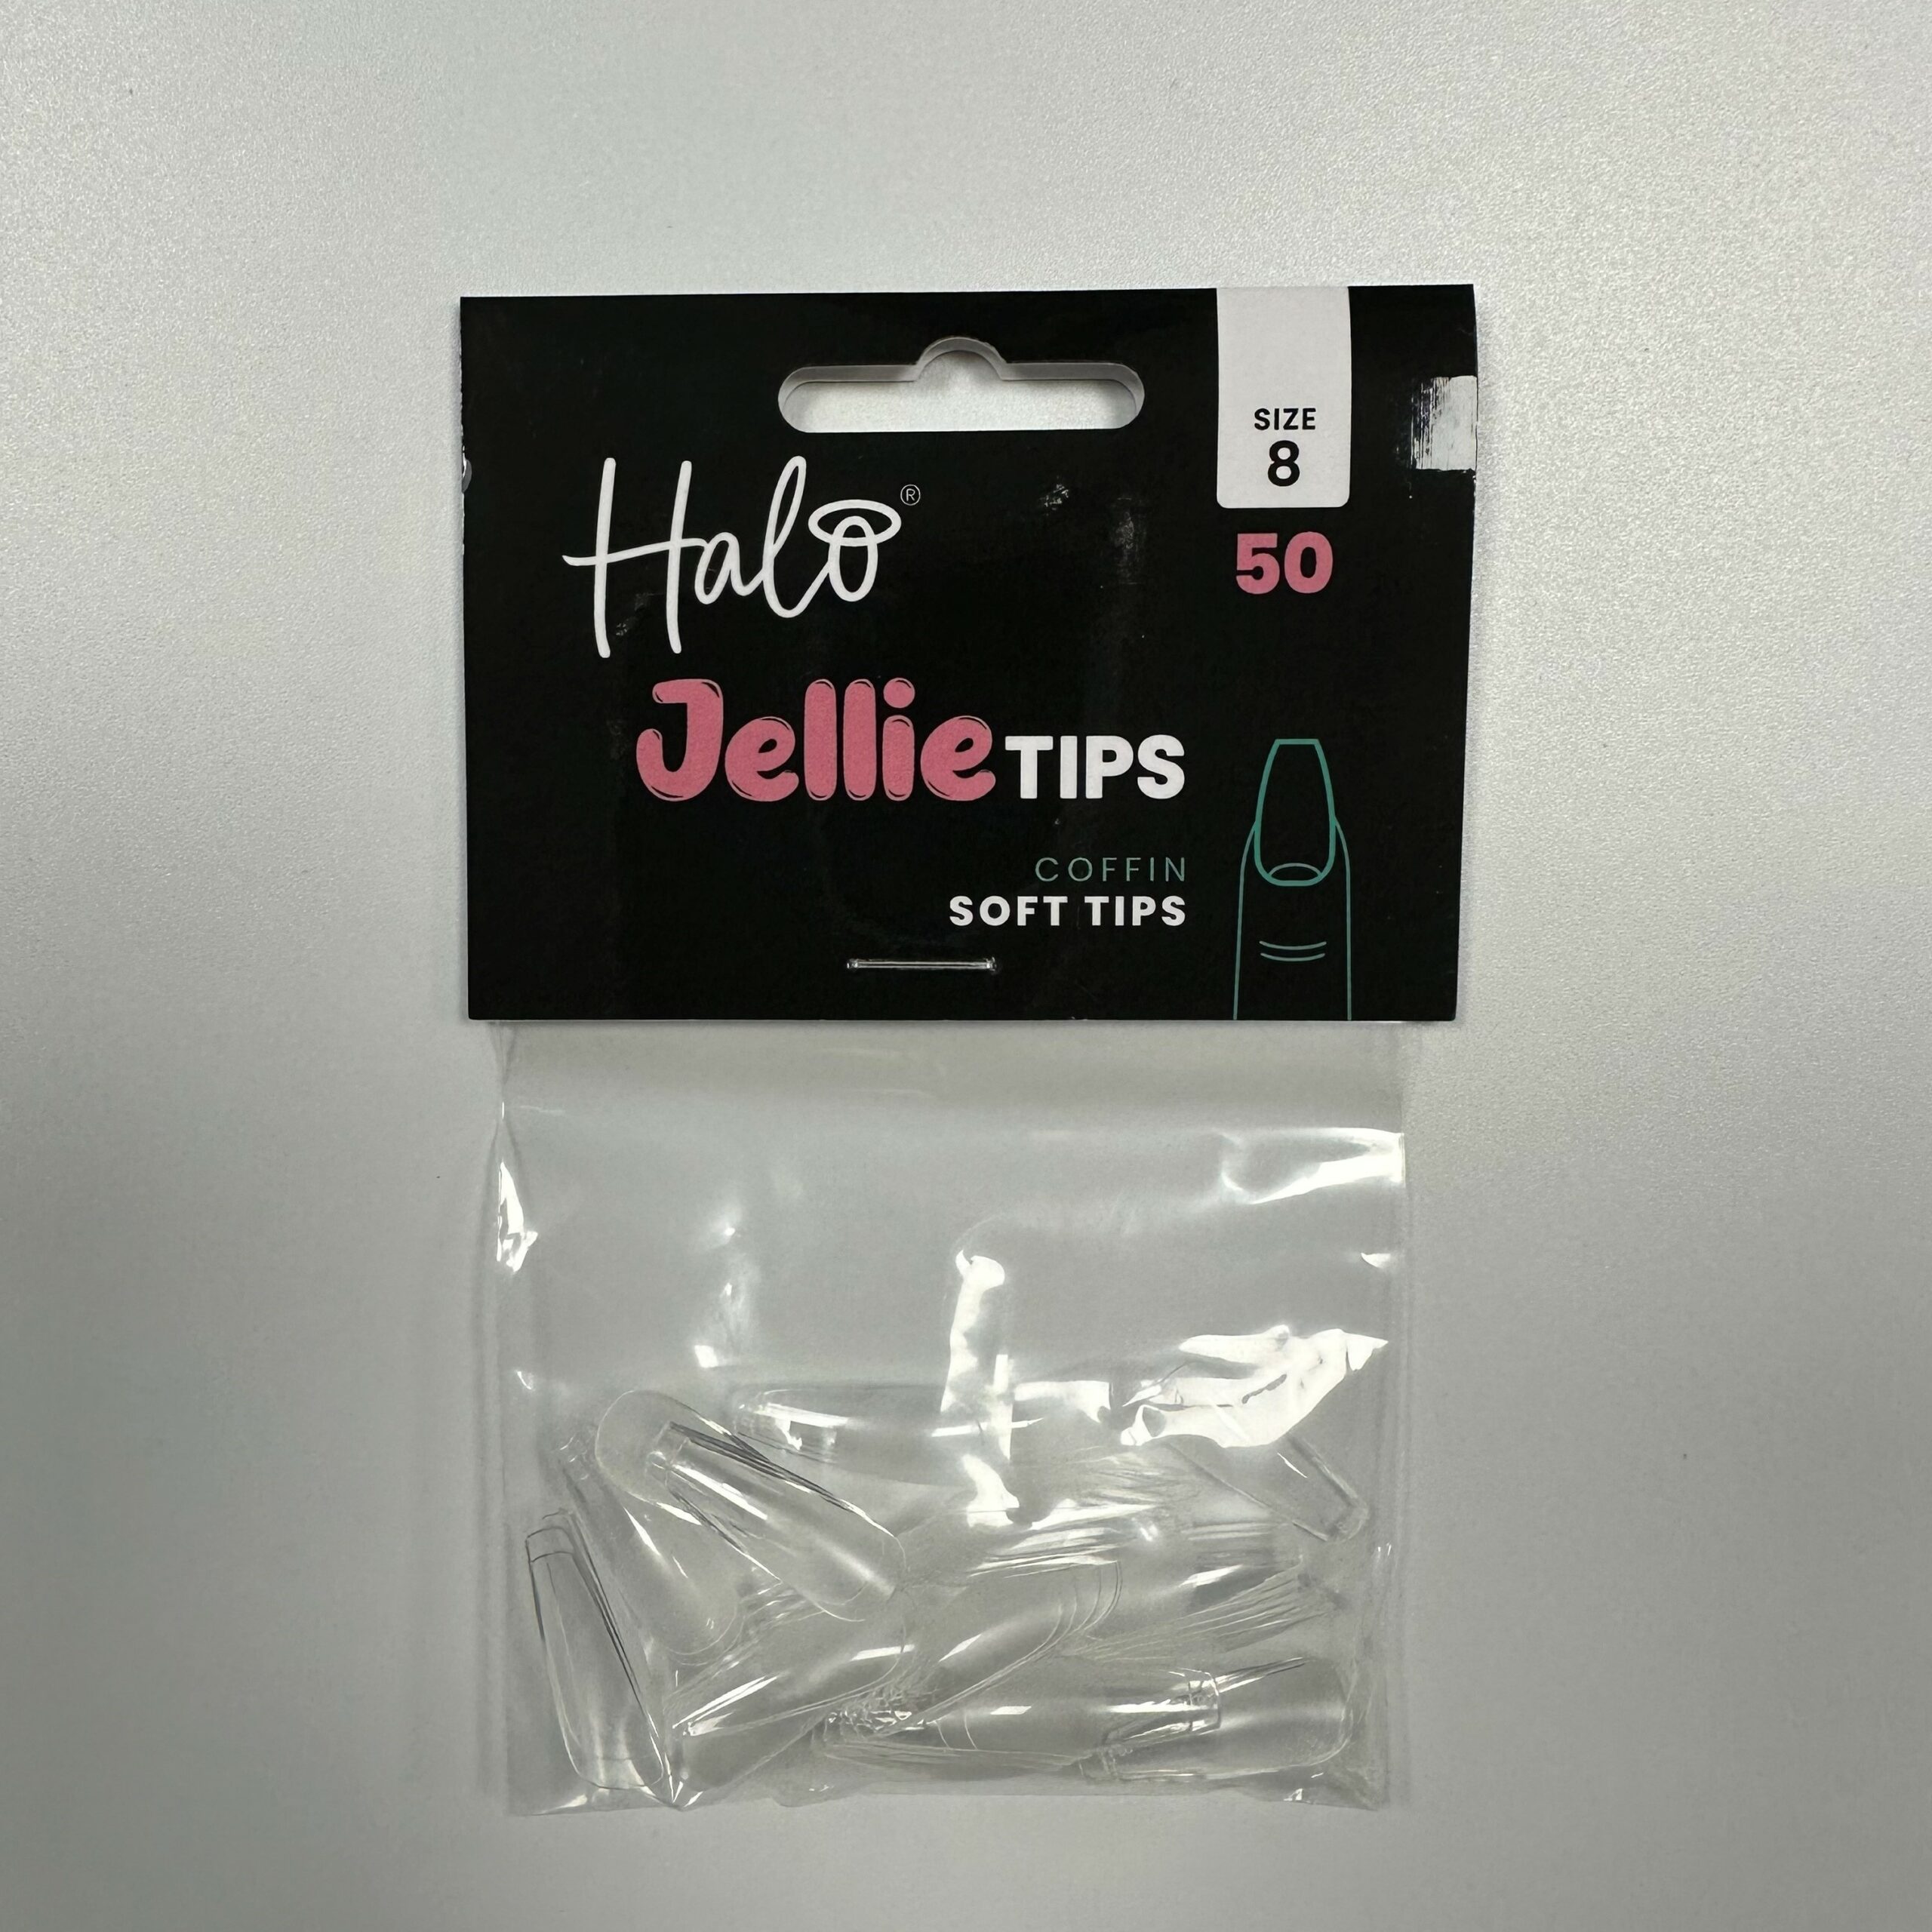 SIZE
8
Halo®
50
Jellie TIPS
COFFIN
SOFT TIPS